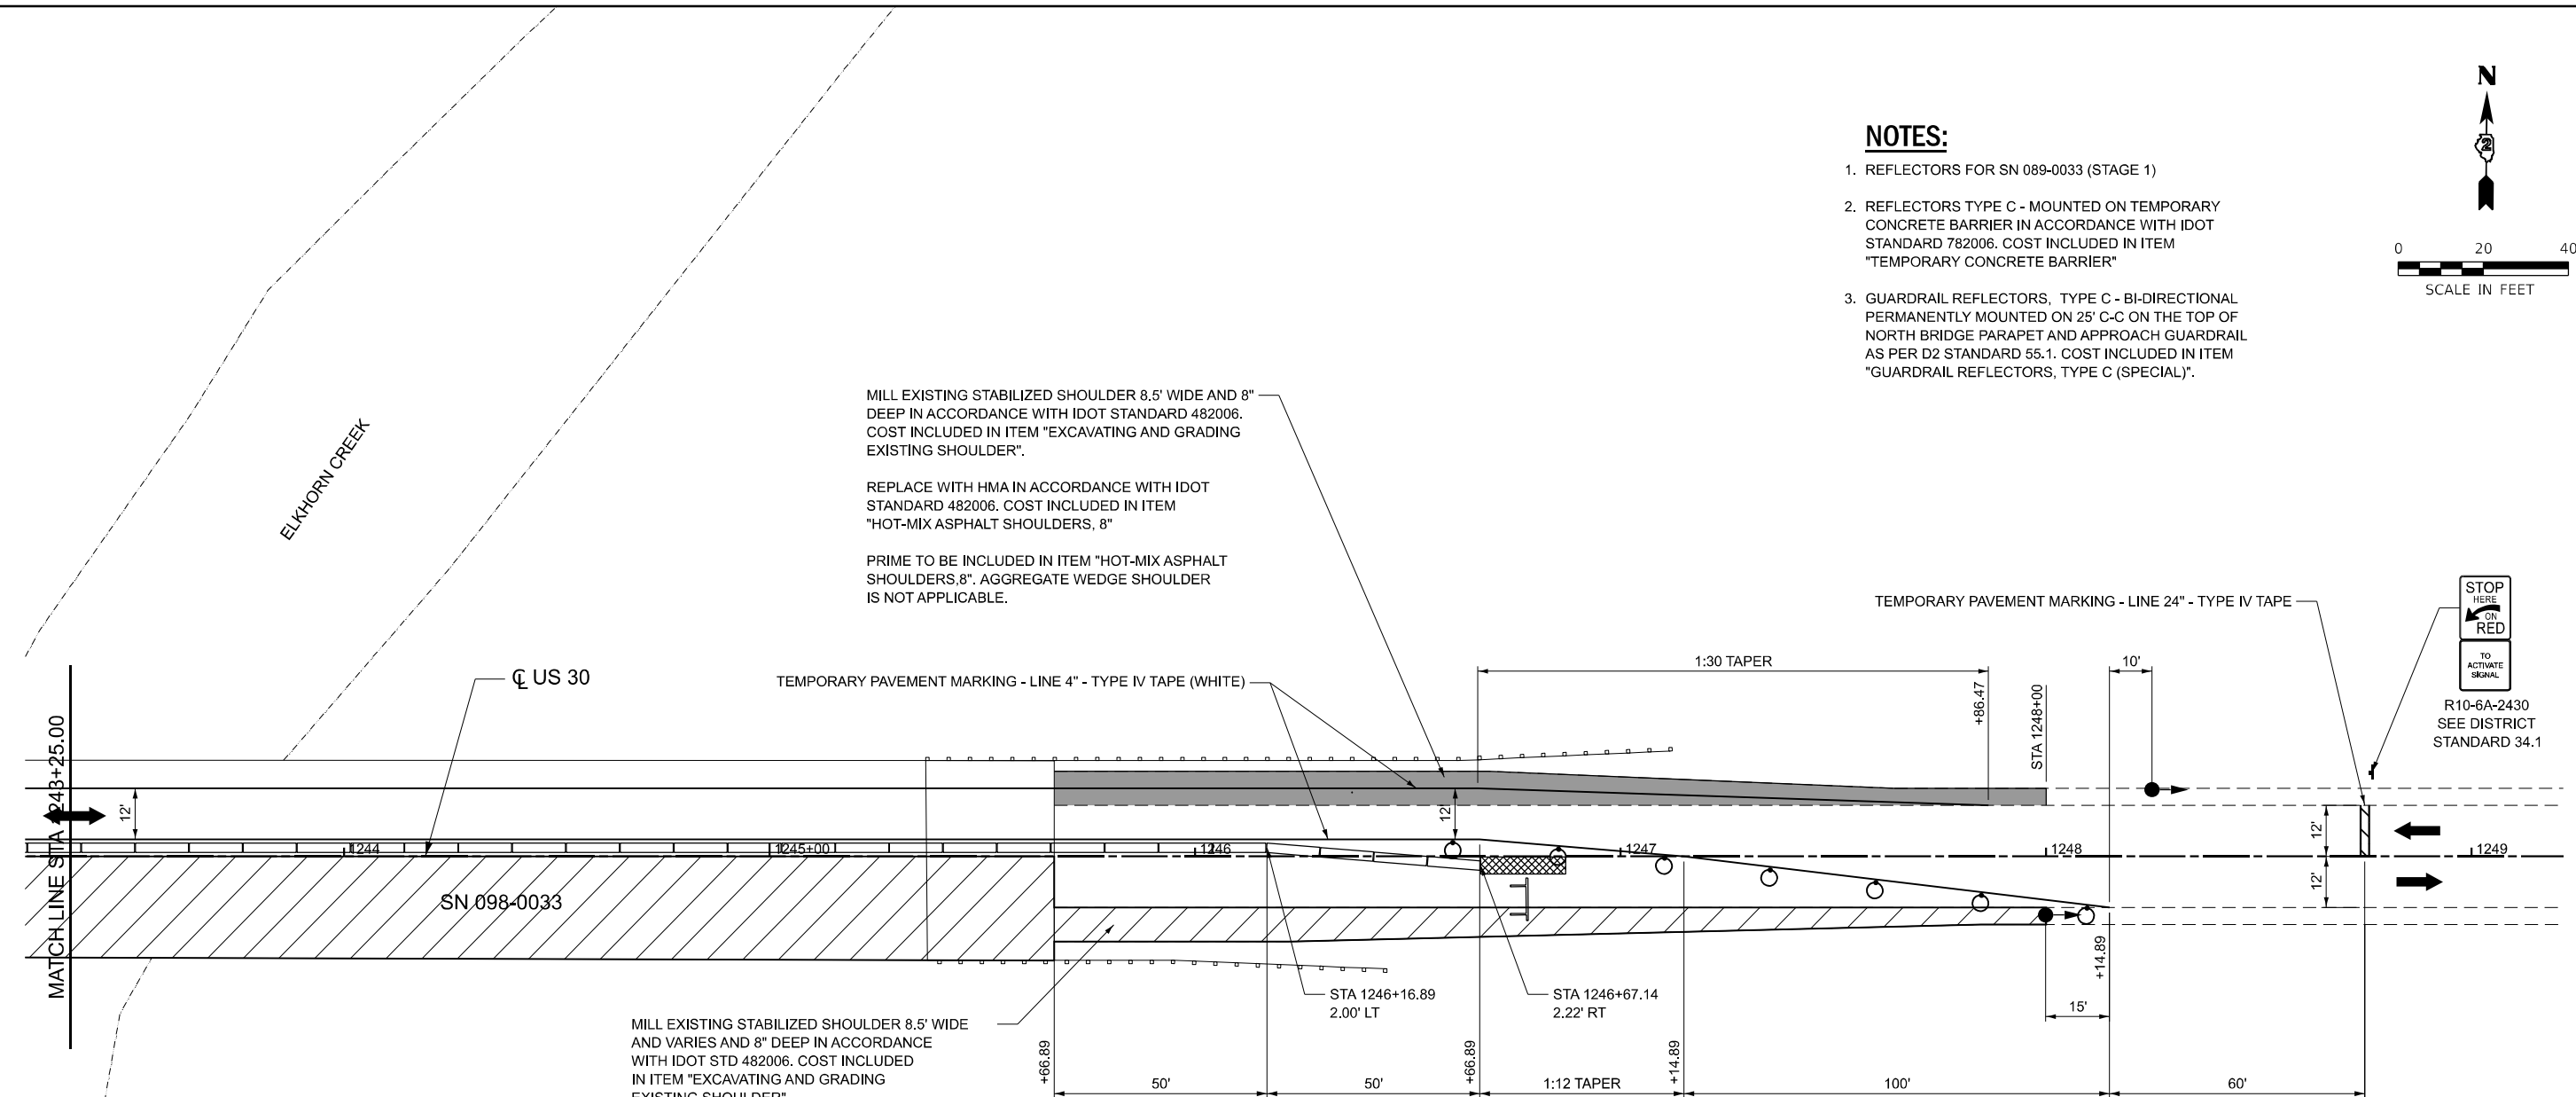 NOTES:
1. REFLECTORS FOR SN 089-0033 (STAGE 1)
2. REFLECTORS TYPE C - MOUNTED ON TEMPORARY
CONCRETE BARRIER IN ACCORDANCE WITH IDOT
STANDARD 782006. COST INCLUDED IN ITEM
"TEMPORARY CONCRETE BARRIER"
3. GUARDRAIL REFLECTORS, TYPE C - BI-DIRECTIONAL
PERMANENTLY MOUNTED ON 25' C-C ON THE TOP OF
NORTH BRIDGE PARAPET AND APPROACH GUARDRAIL
AS PER D2 STANDARD 55.1. COST INCLUDED IN ITEM
"GUARDRAIL REFLECTORS, TYPE C (SPECIAL)".
N
2
0 20 40
SCALE IN FEET
MILL EXISTING STABILIZED SHOULDER 8.5' WIDE AND 8"
DEEP IN ACCORDANCE WITH IDOT STANDARD 482006.
COST INCLUDED IN ITEM "EXCAVATING AND GRADING
EXISTING SHOULDER".
REPLACE WITH HMA IN ACCORDANCE WITH IDOT
STANDARD 482006. COST INCLUDED IN ITEM
"HOT-MIX ASPHALT SHOULDERS, 8"
PRIME TO BE INCLUDED IN ITEM "HOT-MIX ASPHALT
SHOULDERS,8". AGGREGATE WEDGE SHOULDER
IS NOT APPLICABLE.
ELKHORN CREEK
TEMPORARY PAVEMENT MARKING - LINE 24" - TYPE IV TAPE
STOP
HERE
ON
RED
TO
ACTIVATE
SIGNAL
R10-6A-2430
SEE DISTRICT
STANDARD 34.1
℄ US 30
TEMPORARY PAVEMENT MARKING - LINE 4" - TYPE IV TAPE (WHITE)
1:30 TAPER
+86.47
STA 1248+00
10'
MATCH LINE STA 1243+25.00
12'
12'
12'
12'
1244
1245+00
1246
1247
1248
1249
SN 098-0033
STA 1246+16.89
2.00' LT
STA 1246+67.14
2.22' RT
+14.89
15'
MILL EXISTING STABILIZED SHOULDER 8.5' WIDE
AND VARIES AND 8" DEEP IN ACCORDANCE
WITH IDOT STD 482006. COST INCLUDED
IN ITEM "EXCAVATING AND GRADING
EXISTING SHOULDER"
+66.89
50'
50'
+66.89
1:12 TAPER
+14.89
100'
60'